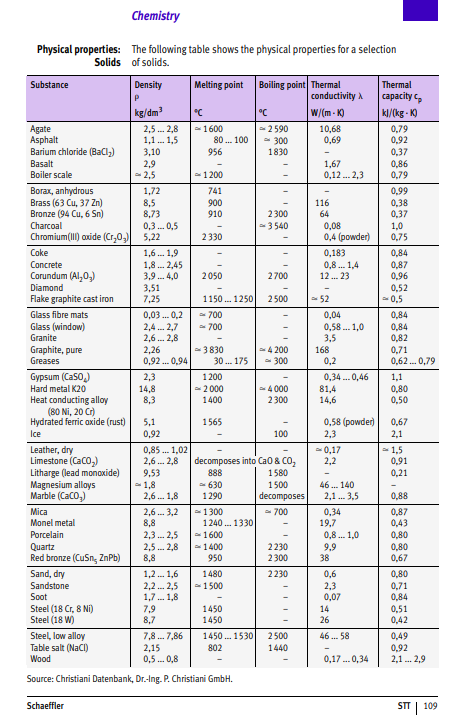 Chemistry
Physical properties: The following table shows the physical properties for a selection
Solids of solids.
Substance Density Melting point Boiling point Thermal Thermal
ρ conductivity λ capacity cp
kg/dm³ °C °C W/(m · K) kJ/(kg · K)
Agate 2,5 ... 2,8 ≃ 1600 ≃ 2590 10,68 0,79
Asphalt 1,1 ... 1,5 80 ... 100 ≃ 300 0,69 0,92
Barium chloride (BaCl₂) 3,10 956 1830 – 0,37
Basalt 2,9 – – 1,67 0,86
Boiler scale ≃ 2,5 ≃ 1200 – 0,12 ... 2,3 0,79
Borax, anhydrous 1,72 741 – – 0,99
Brass (63 Cu, 37 Zn) 8,5 900 – 116 0,38
Bronze (94 Cu, 6 Sn) 8,73 910 2300 64 0,37
Charcoal 0,3 ... 0,5 – ≃ 3540 0,08 1,0
Chromium(III) oxide (Cr₂O₃) 5,22 2330 – 0,4 (powder) 0,75
Coke 1,6 ... 1,9 – – 0,183 0,84
Concrete 1,8 ... 2,45 – – 0,8 ... 1,4 0,87
Corundum (Al₂O₃) 3,9 ... 4,0 2050 2700 12 ... 23 0,96
Diamond 3,51 – – – 0,52
Flake graphite cast iron 7,25 1150 ... 1250 2500 ≃ 52 ≃ 0,5
Glass fibre mats 0,03 ... 0,2 ≃ 700 – 0,04 0,84
Glass (window) 2,4 ... 2,7 ≃ 700 – 0,58 ... 1,0 0,84
Granite 2,6 ... 2,8 – – 3,5 0,82
Graphite, pure 2,26 ≃ 3830 ≃ 4200 168 0,71
Greases 0,92 ... 0,94 30 ... 175 ≃ 300 0,2 0,62 ... 0,79
Gypsum (CaSO₄) 2,3 1200 – 0,34 ... 0,46 1,1
Hard metal K20 14,8 ≃ 2000 ≃ 4000 81,4 0,80
Heat conducting alloy 8,3 1400 2300 14,6 0,50
(80 Ni, 20 Cr)
Hydrated ferric oxide (rust) 5,1 1565 – 0,58 (powder) 0,67
Ice 0,92 – 100 2,3 2,1
Leather, dry 0,85 ... 1,02 – – ≃ 0,17 ≃ 1,5
Limestone (CaCO₂) 2,6 ... 2,8 decomposes into CaO & CO₂ 2,2 0,91
Litharge (lead monoxide) 9,53 888 1580 – 0,21
Magnesium alloys ≃ 1,8 ≃ 630 1500 46 ... 140 –
Marble (CaCO₃) 2,6 ... 1,8 1290 decomposes 2,1 ... 3,5 0,88
Mica 2,6 ... 3,2 ≃ 1300 ≃ 700 0,34 0,87
Monel metal 8,8 1240 ... 1330 – 19,7 0,43
Porcelain 2,3 ... 2,5 ≃ 1600 – 0,8 ... 1,0 0,80
Quartz 2,5 ... 2,8 ≃ 1400 2230 9,9 0,80
Red bronze (CuSn₅ ZnPb) 8,8 950 2300 38 0,67
Sand, dry 1,2 ... 1,6 1480 2230 0,6 0,80
Sandstone 2,2 ... 2,5 ≃ 1500 – 2,3 0,71
Soot 1,7 ... 1,8 – – 0,07 0,84
Steel (18 Cr, 8 Ni) 7,9 1450 – 14 0,51
Steel (18 W) 8,7 1450 – 26 0,42
Steel, low alloy 7,8 ... 7,86 1450 ... 1530 2500 46 ... 58 0,49
Table salt (NaCl) 2,15 802 1440 – 0,92
Wood 0,5 ... 0,8 – – 0,17 ... 0,34 2,1 ... 2,9
Source: Christiani Datenbank, Dr.-Ing. P. Christiani GmbH.
Schaeffler STT | 109